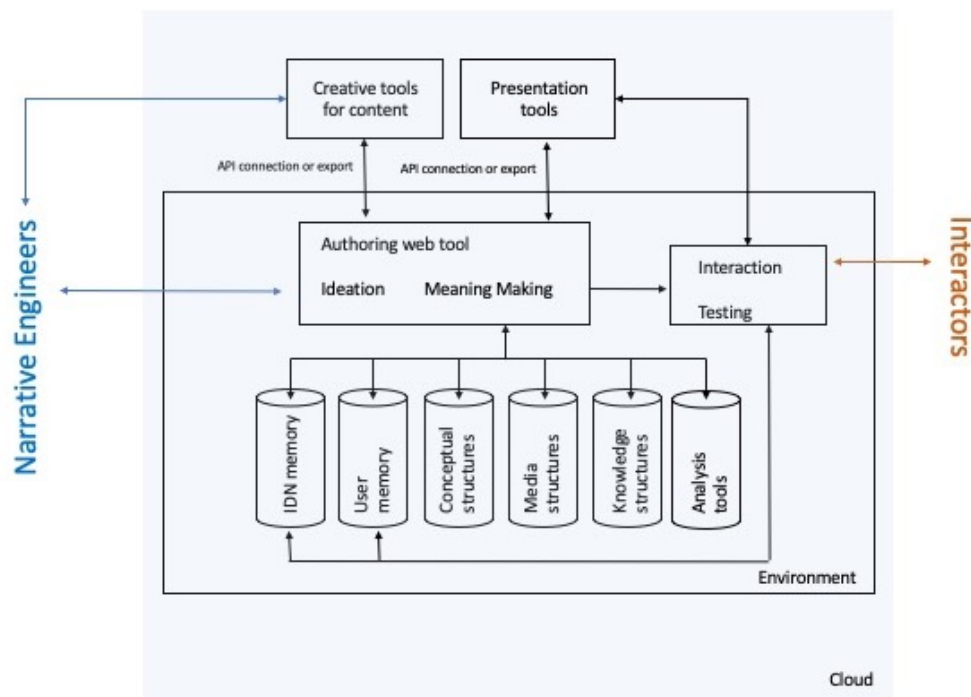 Creative tools
for content
Presentation
tools
API connection or export
API connection or export
Narrative Engineers
Authoring web tool
Ideation
Meaning Making
Interaction
Testing
Interactors
IDN memory
User
memory
Conceptual
structures
Media
structures
Knowledge
structures
Analysis
tools
Environment
Cloud